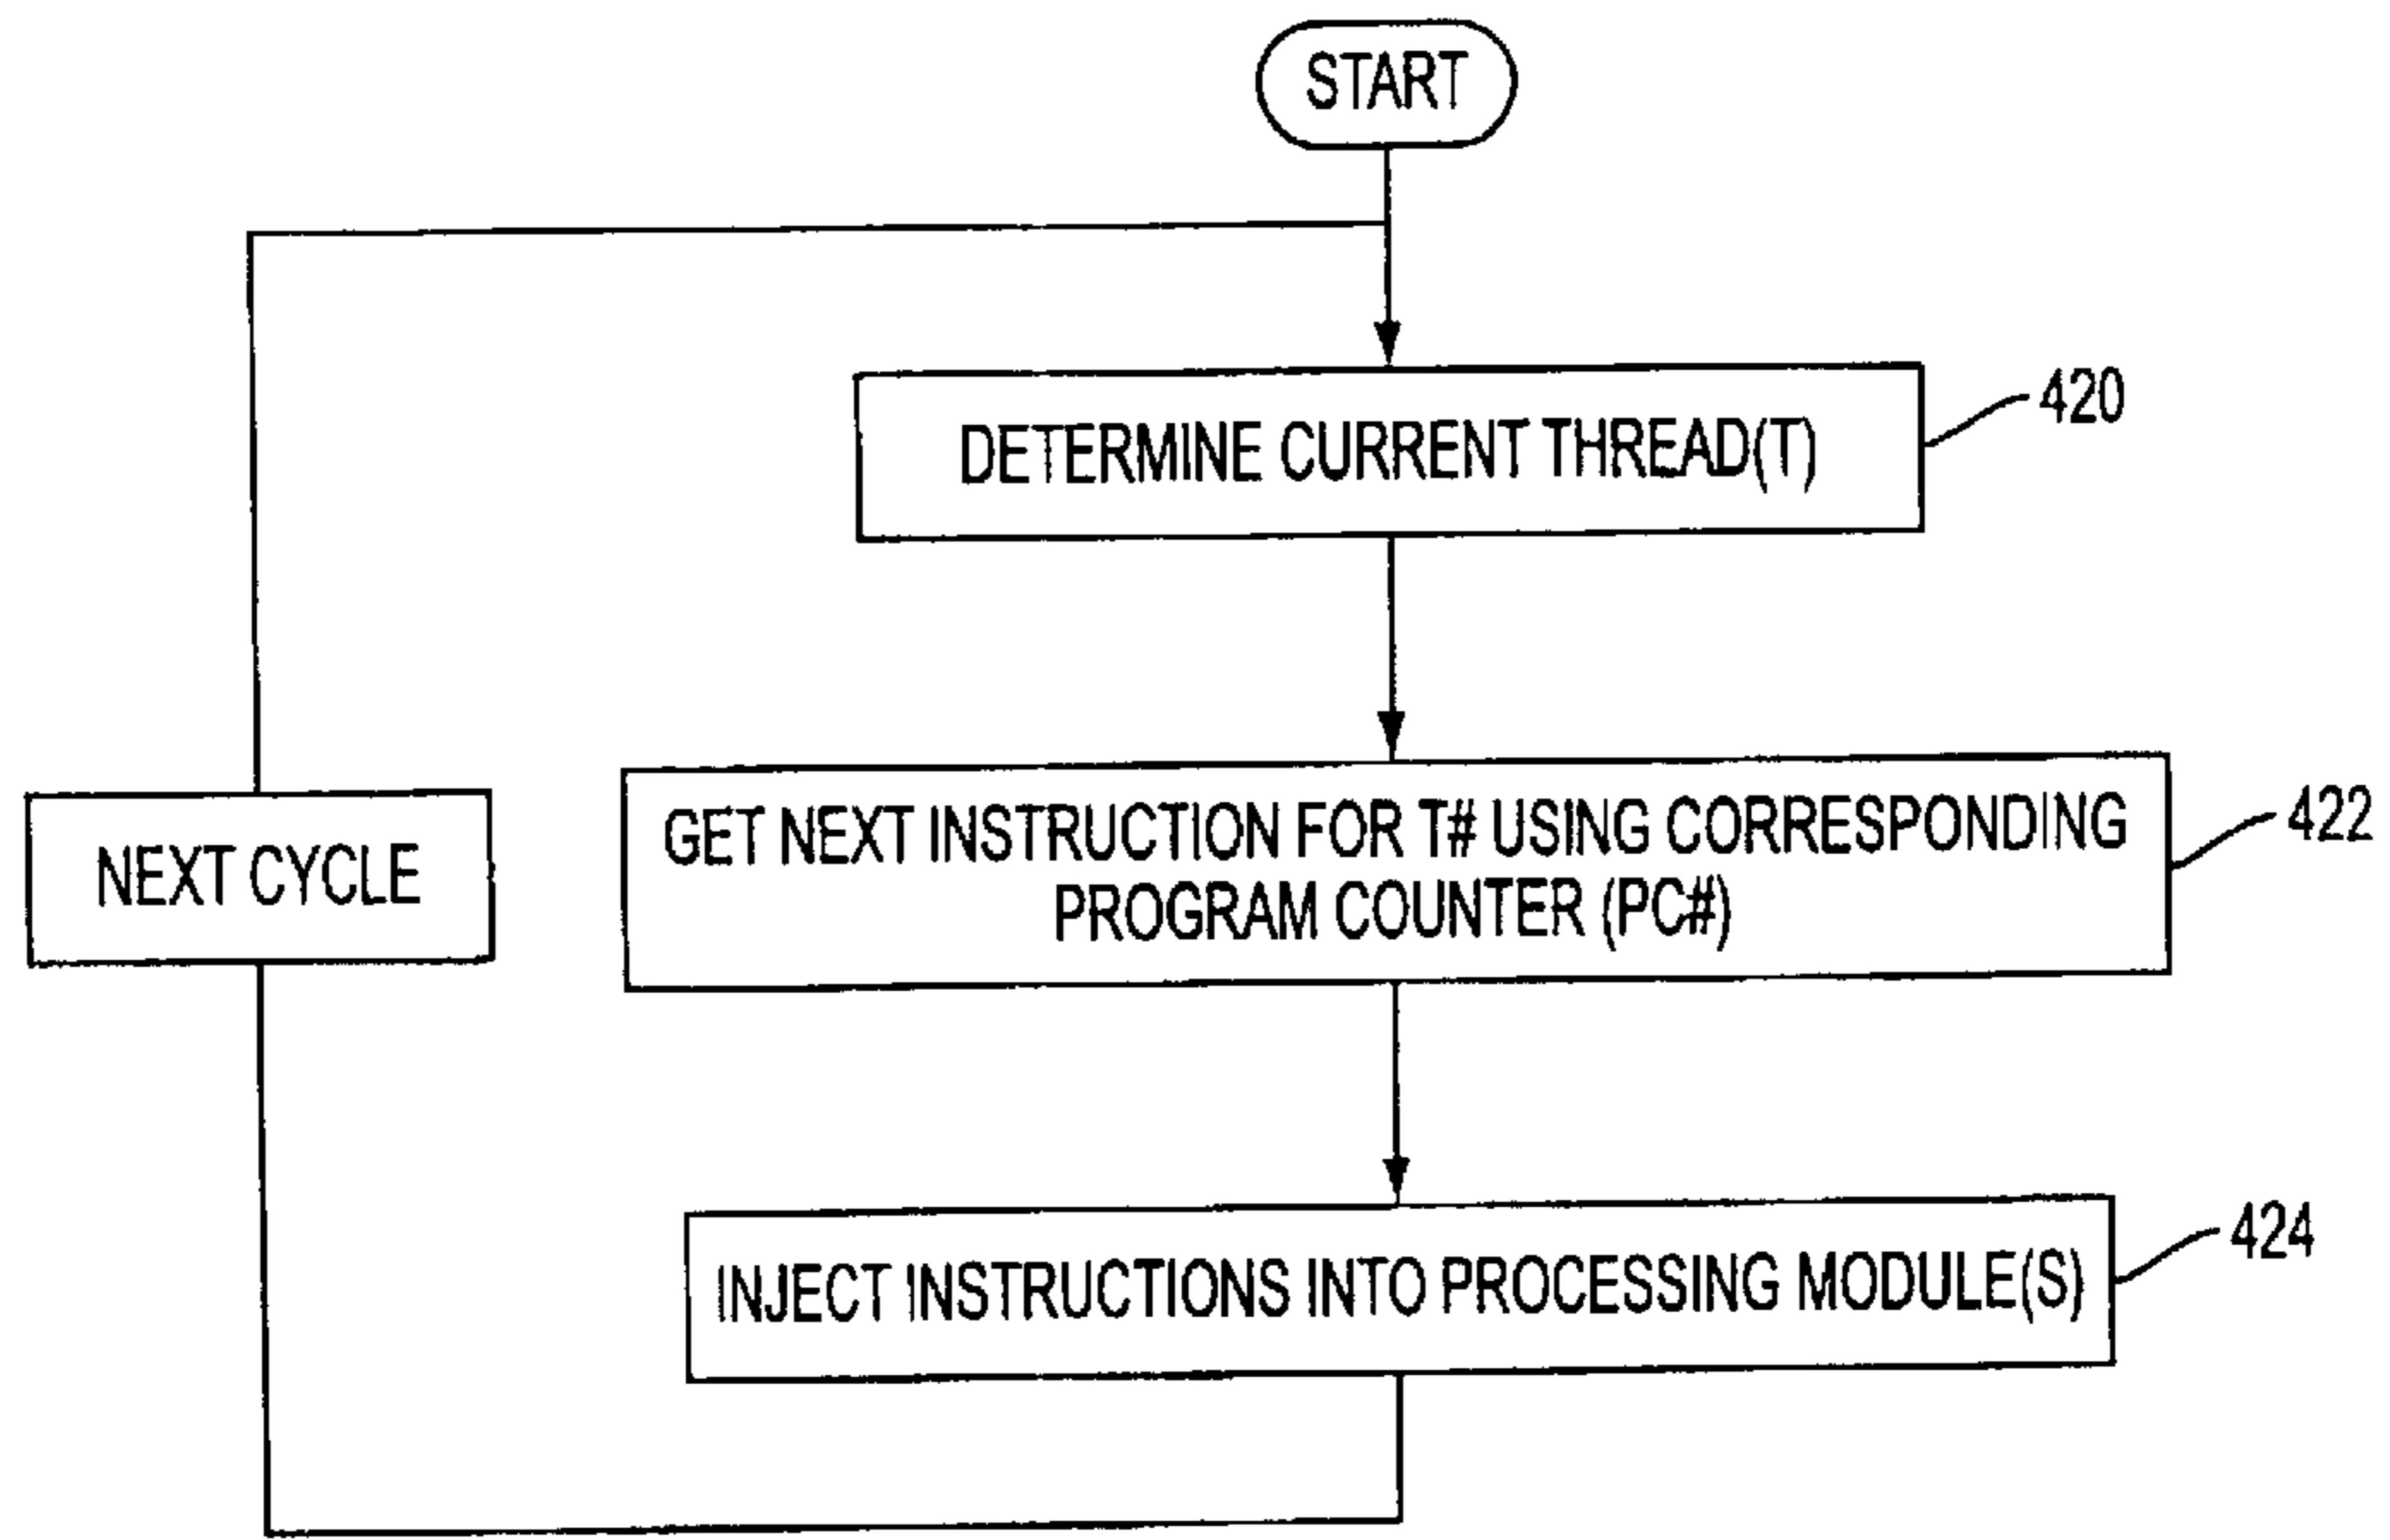 START
DETERMINE CURRENT THREAD(T)
420
GET NEXT INSTRUCTION FOR T# USING CORRESPONDING
PROGRAM COUNTER (PC#)
422
NEXT CYCLE
INJECT INSTRUCTIONS INTO PROCESSING MODULE(S)
424